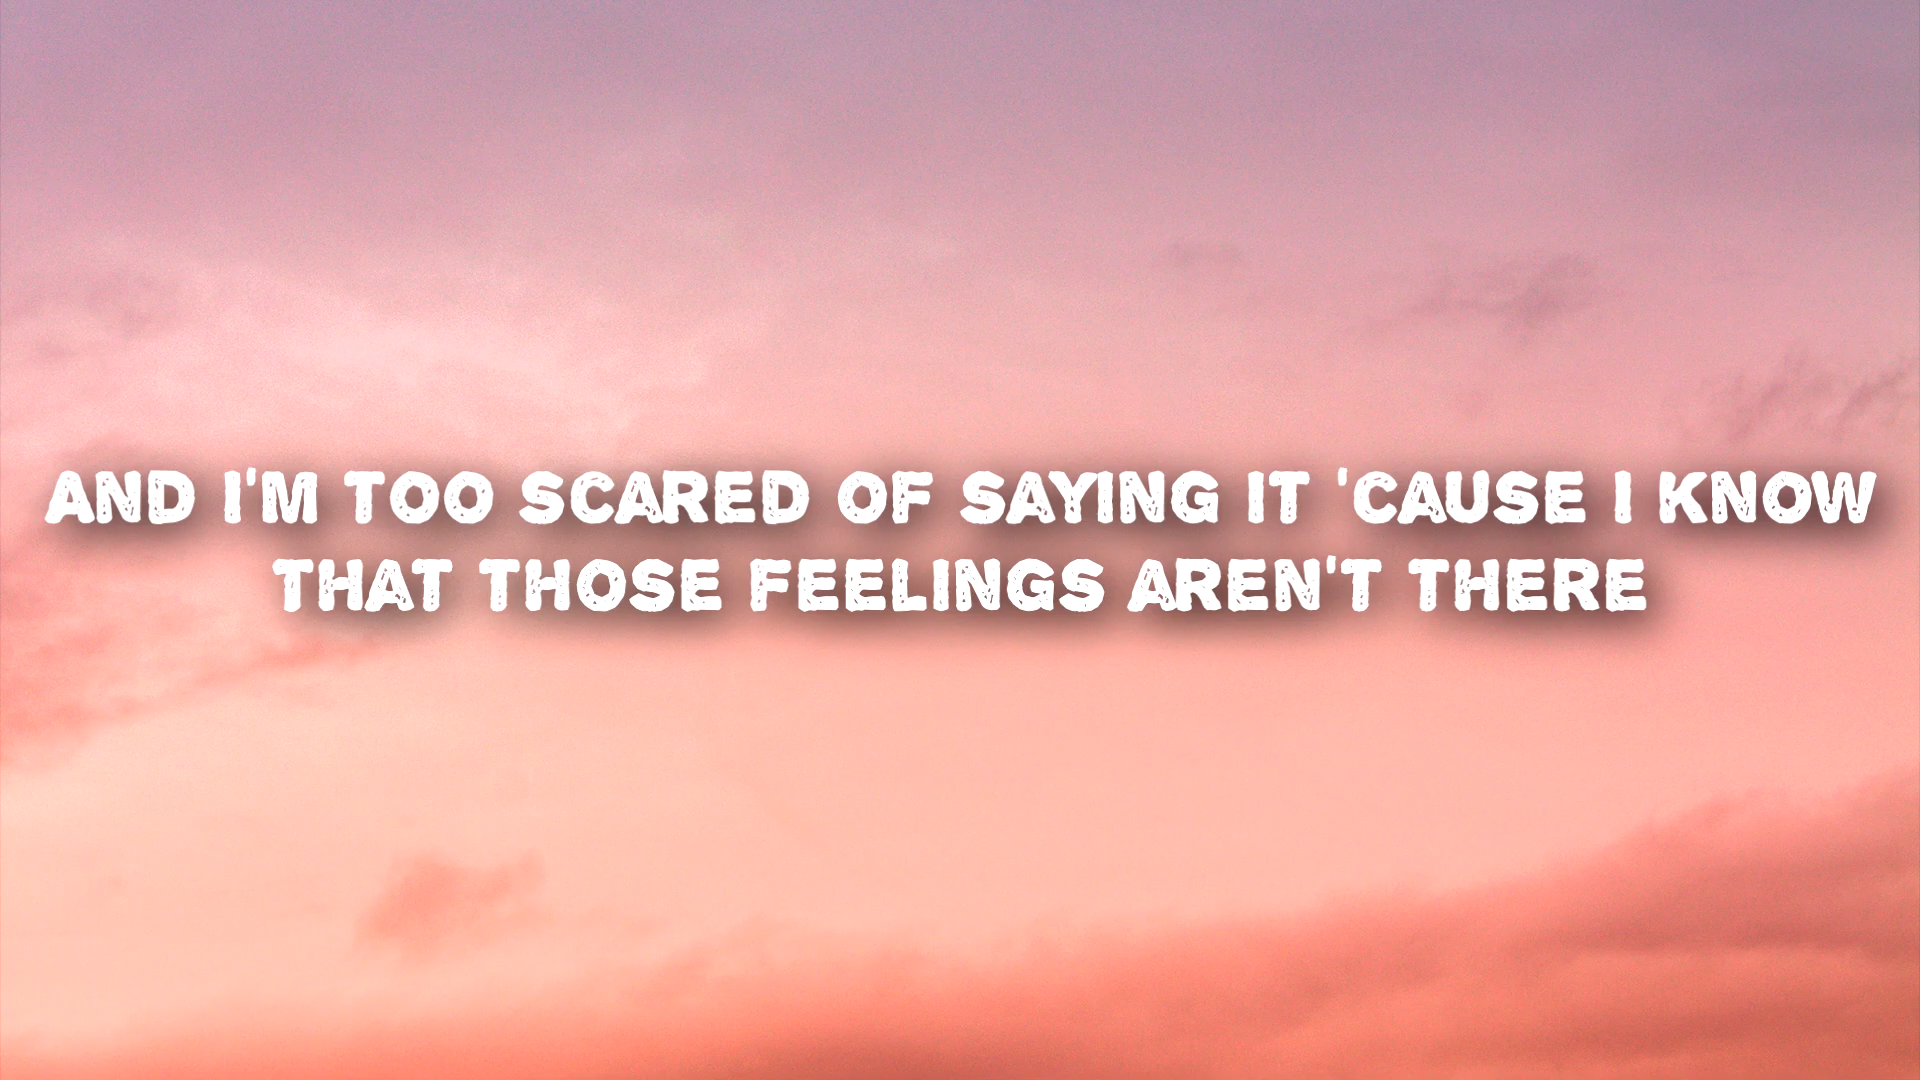 AND I'M TOO SCARED OF SAYING IT 'CAUSE I KNOW
THAT THOSE FEELINGS AREN'T THERE